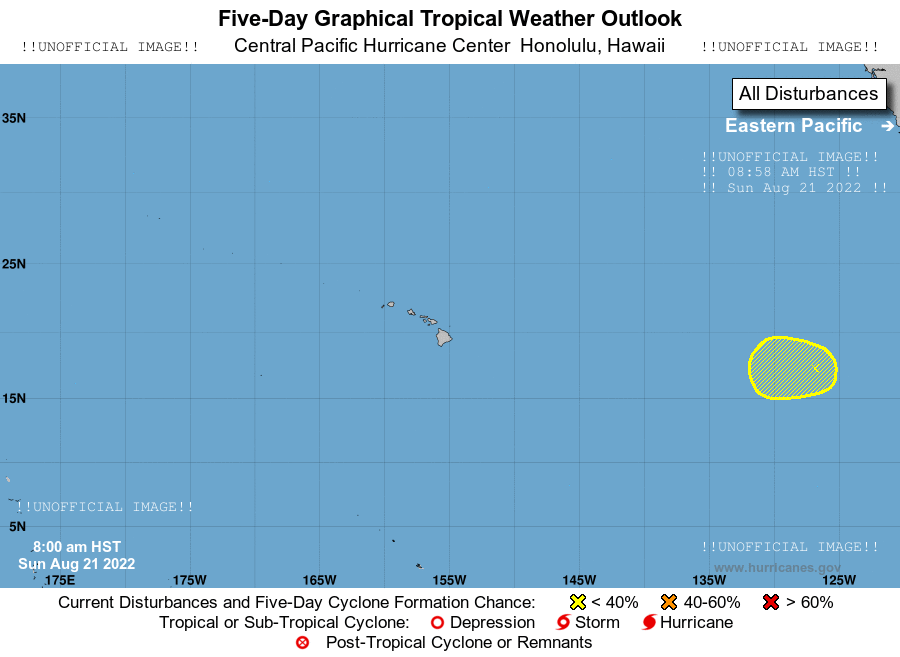 Five-Day Graphical Tropical Weather Outlook
!!UNOFFICIAL IMAGE!! Central Pacific Hurricane Center Honolulu, Hawaii !!UNOFFICIAL IMAGE!!
All Disturbances
35N
Eastern Pacific →
!!UNOFFICIAL IMAGE!!
!! 08:58 AM HST !!
!! Sun Aug 21 2022 !!
25N
15N
!!UNOFFICIAL IMAGE!!
5N
8:00 am HST
!!UNOFFICIAL IMAGE!!
Sun Aug 21 2022
www.hurricanes.gov
175E 175W 165W 155W 145W 135W 125W
Current Disturbances and Five-Day Cyclone Formation Chance: < 40% 40-60% > 60%
Tropical or Sub-Tropical Cyclone: Depression Storm Hurricane
Post-Tropical Cyclone or Remnants